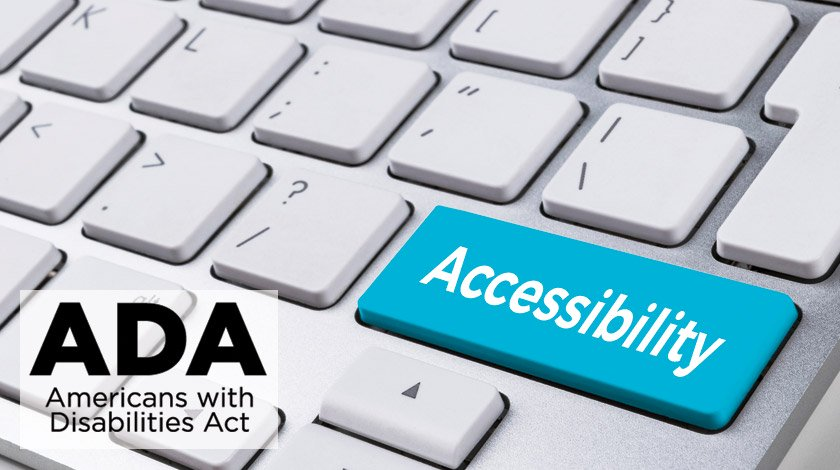 K
L
:
;
"
'
{
[
}
]
|
\
<
>
.
?
/
Accessibility
ADA
Americans with
Disabilities Act